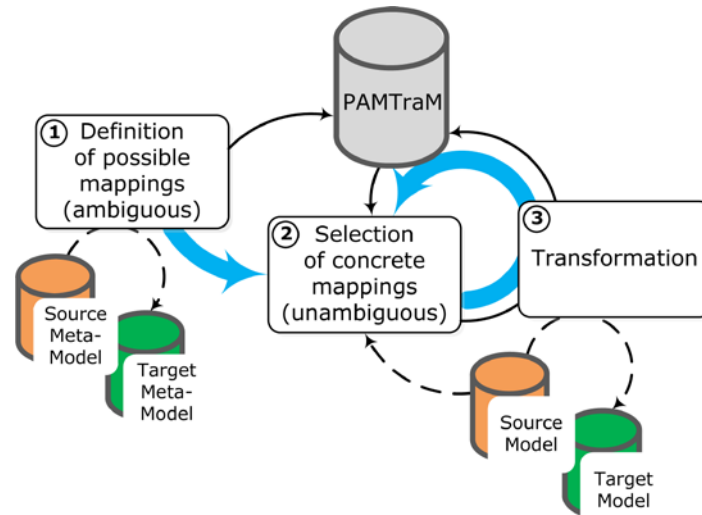 PAMTraM
1 Definition
of possible
mappings
(ambiguous)
2 Selection
of concrete
mappings
(unambiguous)
3
Transformation
Source
Meta-
Model
Target
Meta-
Model
Source
Model
Target
Model